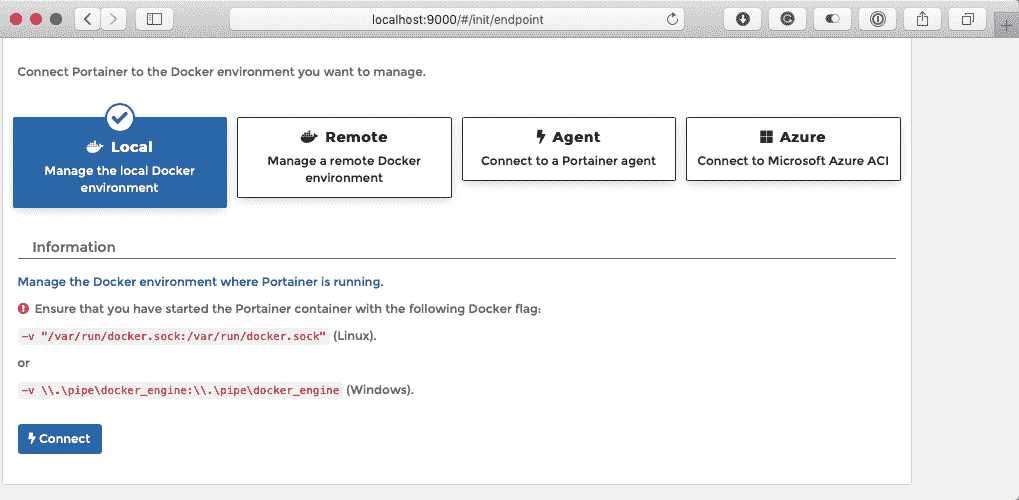 localhost:9000/#/init/endpoint
Connect Portainer to the Docker environment you want to manage.
Local
Manage the local Docker
environment
Remote
Manage a remote Docker
environment
Agent
Connect to a Portainer agent
Azure
Connect to Microsoft Azure ACI
Information
Manage the Docker environment where Portainer is running.
Ensure that you have started the Portainer container with the following Docker flag:
-v "/var/run/docker.sock:/var/run/docker.sock" (Linux).
or
-v \\.\pipe\docker_engine:\\.\pipe\docker_engine (Windows).
Connect